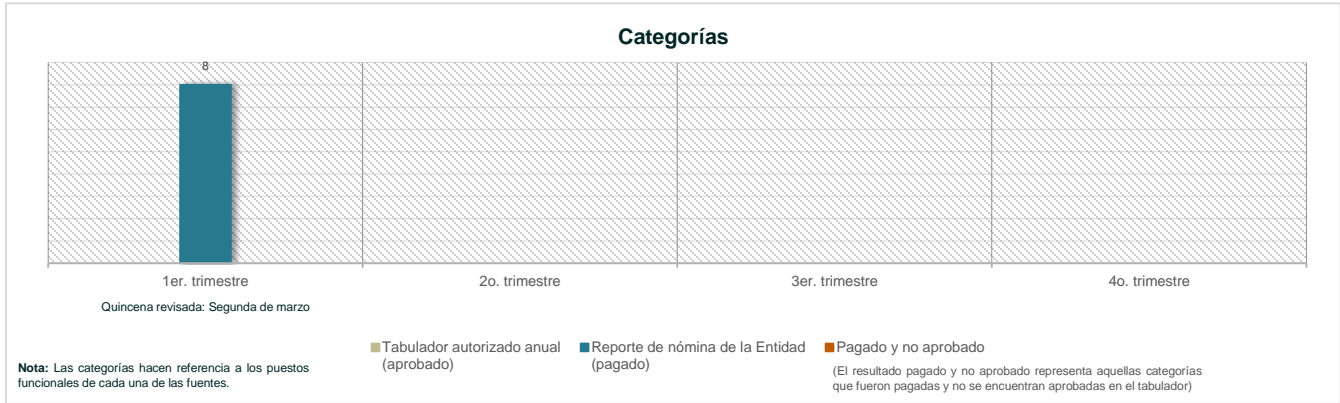 Categorías
8
1er. trimestre
2o. trimestre
3er. trimestre
4o. trimestre
Quincena revisada: Segunda de marzo
Tabulador autorizado anual
(aprobado)
Reporte de nómina de la Entidad
(pagado)
Pagado y no aprobado
(El resultado pagado y no aprobado representa aquellas categorías
que fueron pagadas y no se encuentran aprobadas en el tabulador)
Nota: Las categorías hacen referencia a los puestos
funcionales de cada una de las fuentes.